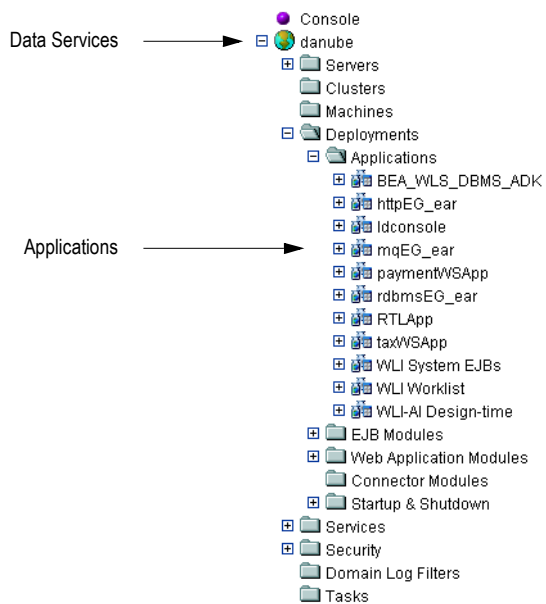 Console
Data Services
danube
Servers
Clusters
Machines
Deployments
Applications
BEA_WLS_DBMS_ADK
httpEG_ear
ldconsole
Applications
mqEG_ear
paymentWSApp
rdbmsEG_ear
RTLApp
taxWSApp
WLI System EJBs
WLI Worklist
WLI-AI Design-time
EJB Modules
Web Application Modules
Connector Modules
Startup & Shutdown
Services
Security
Domain Log Filters
Tasks